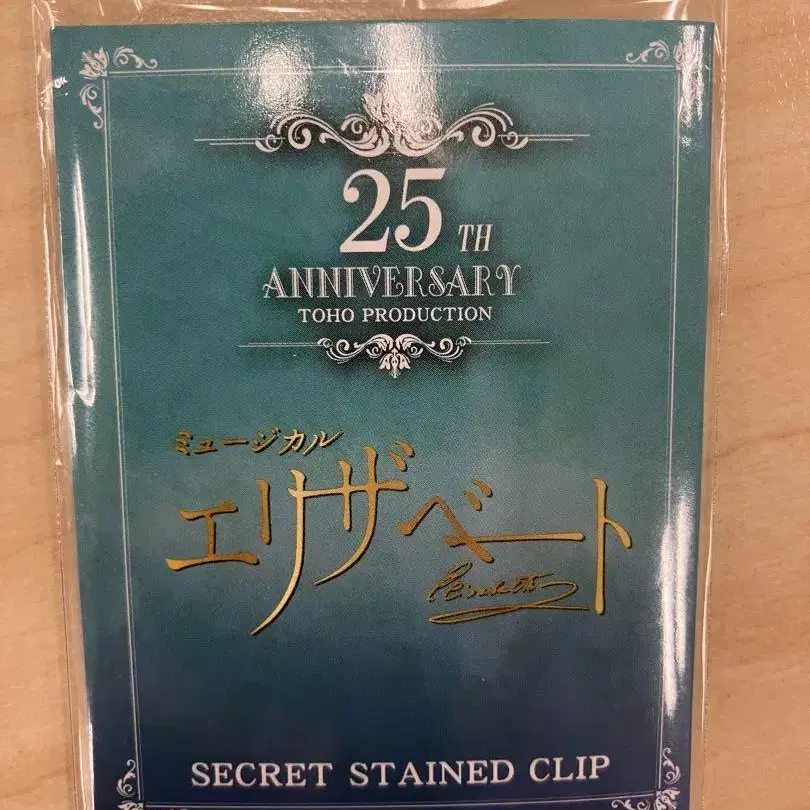 25 TH
ANNIVERSARY
TOHO PRODUCTION
ミュージカル
エリザベート
SECRET STAINED CLIP